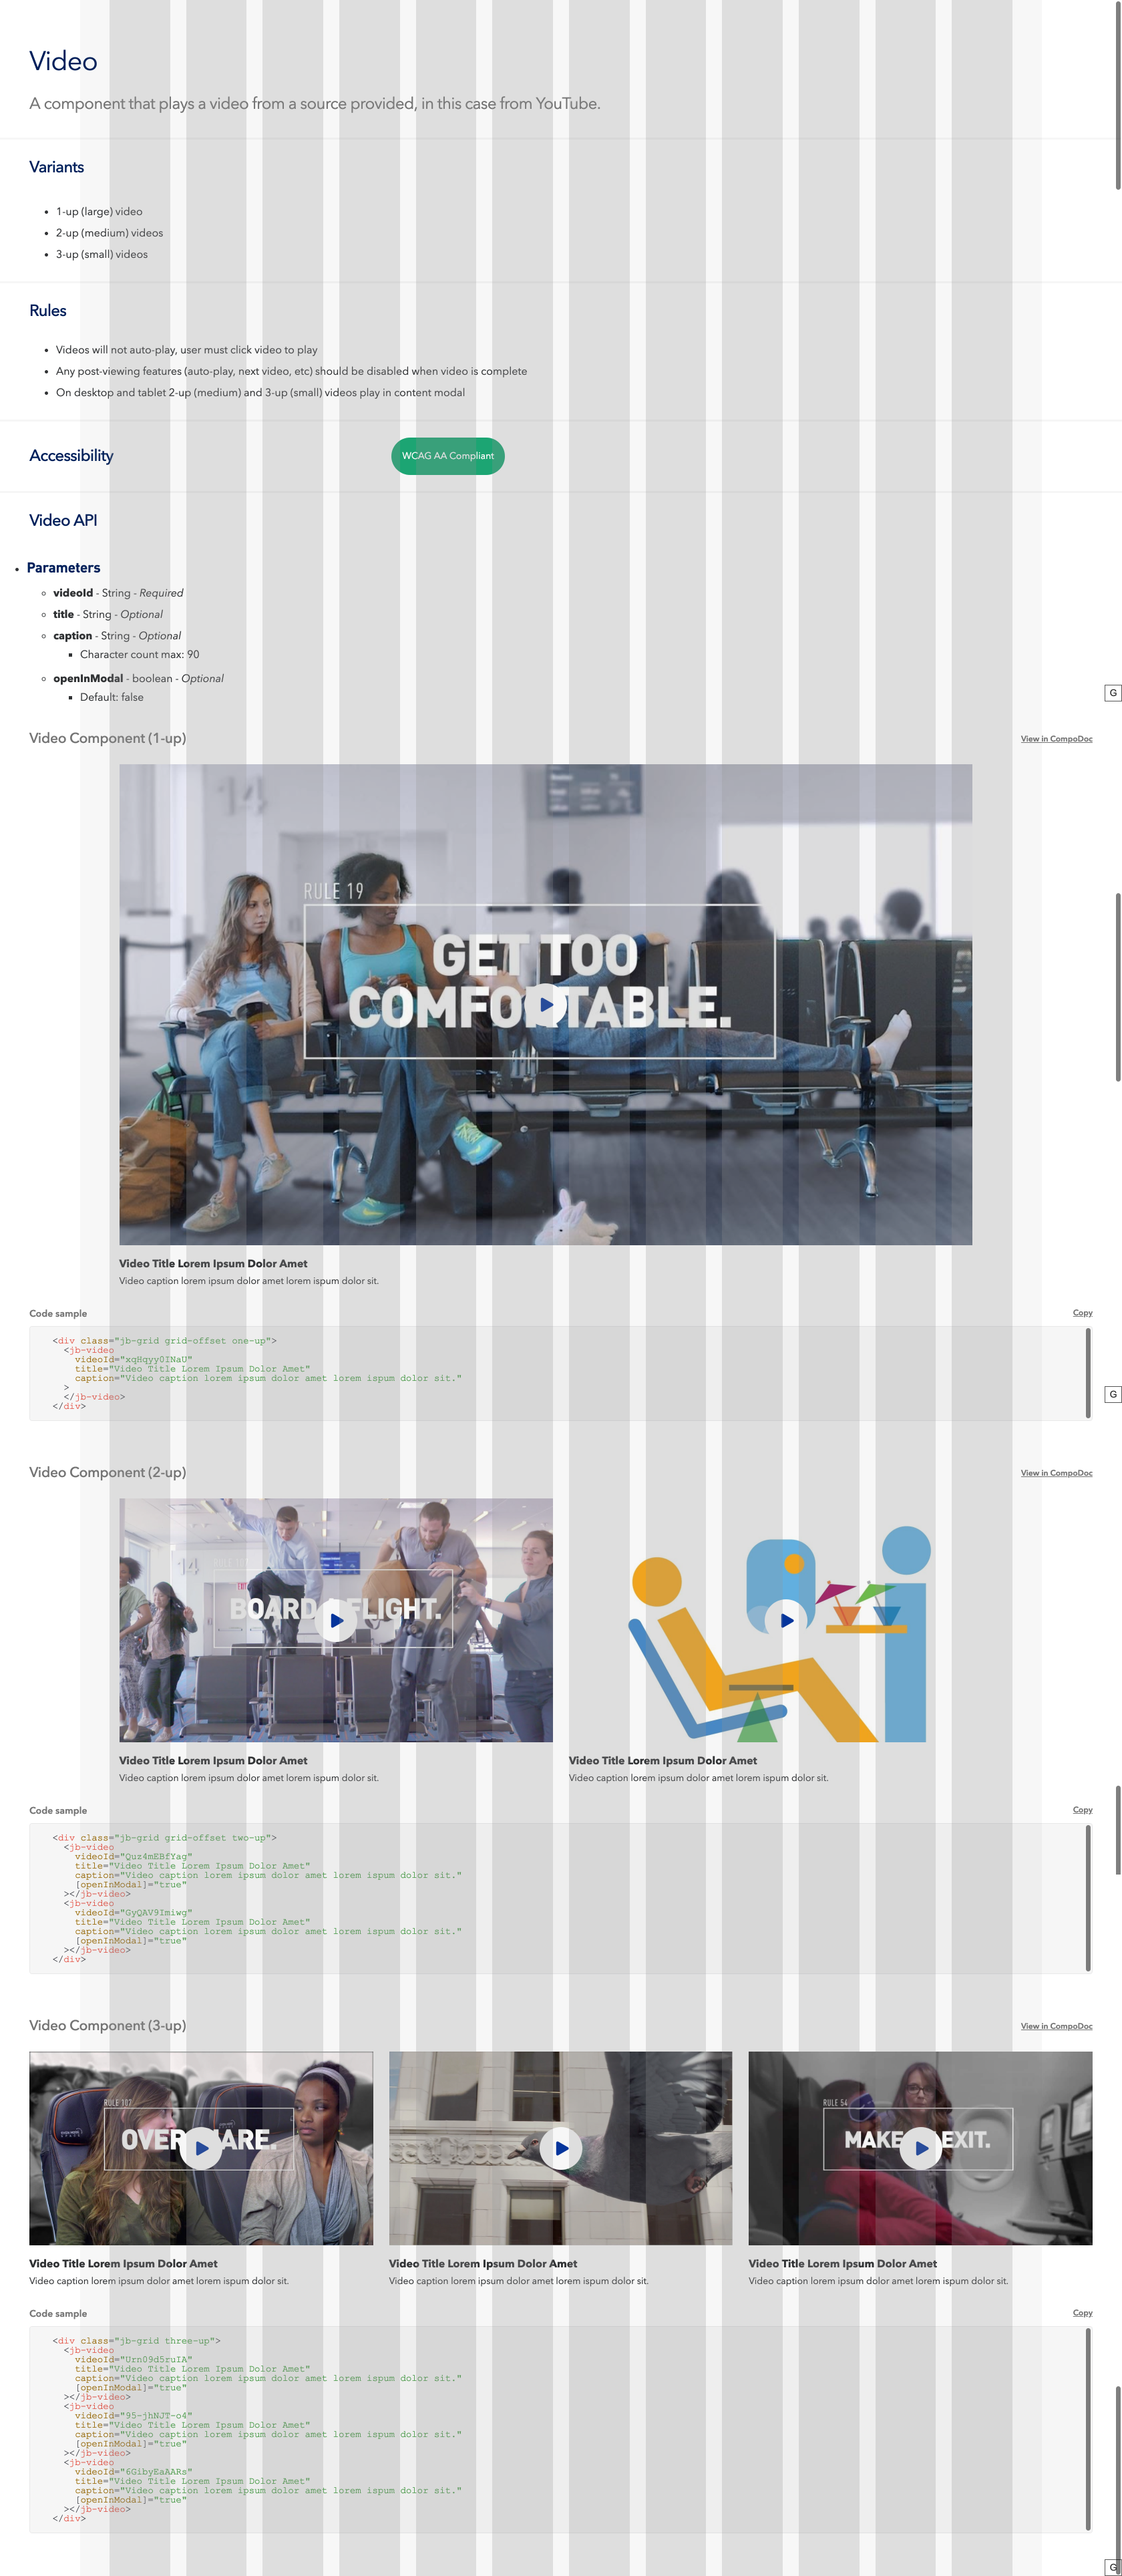 Video
A component that plays a video from a source provided, in this case from YouTube.
Variants
1-up (large) video
2-up (medium) videos
3-up (small) videos
Rules
Videos will not auto-play, user must click video to play
Any post-viewing features (auto-play, next video, etc) should be disabled when video is complete
On desktop and tablet 2-up (medium) and 3-up (small) videos play in content modal
Accessibility
WCAG AA Compliant
Video API
Parameters
videoId - String - Required
title - String - Optional
caption - String - Optional
Character count max: 90
openInModal - boolean - Optional
Default: false
G
Video Component (1-up)
View in CompoDoc
14
RULE 19
GET TOO
COMFORTABLE.
Video Title Lorem Ipsum Dolor Amet
Video caption lorem ipsum dolor amet lorem ispum dolor sit.
Code sample
Copy
<div class="jb-grid grid-offset one-up">
<jb-video
videoId="xqHqyy0INaU"
title="Video Title Lorem Ipsum Dolor Amet"
caption="Video caption lorem ipsum dolor amet lorem ispum dolor sit."
>
</jb-video>
</div>
G
Video Component (2-up)
View in CompoDoc
14
BOARD A FLIGHT.
Video Title Lorem Ipsum Dolor Amet
Video caption lorem ipsum dolor amet lorem ispum dolor sit.
Video Title Lorem Ipsum Dolor Amet
Video caption lorem ipsum dolor amet lorem ispum dolor sit.
Code sample
Copy
<div class="jb-grid grid-offset two-up">
<jb-video
videoId="Quz4mEBfYag"
title="Video Title Lorem Ipsum Dolor Amet"
caption="Video caption lorem ipsum dolor amet lorem ispum dolor sit."
[openInModal]="true"
></jb-video>
<jb-video
videoId="GyQAV9Imiwg"
title="Video Title Lorem Ipsum Dolor Amet"
caption="Video caption lorem ipsum dolor amet lorem ispum dolor sit."
[openInModal]="true"
></jb-video>
</div>
Video Component (3-up)
View in CompoDoc
RULE 107
OVERSHARE.
RULE 54
MAKE EXIT.
Video Title Lorem Ipsum Dolor Amet
Video caption lorem ipsum dolor amet lorem ispum dolor sit.
Video Title Lorem Ipsum Dolor Amet
Video caption lorem ipsum dolor amet lorem ispum dolor sit.
Video Title Lorem Ipsum Dolor Amet
Video caption lorem ipsum dolor amet lorem ispum dolor sit.
Code sample
Copy
<div class="jb-grid three-up">
<jb-video
videoId="Urn09d5ruIA"
title="Video Title Lorem Ipsum Dolor Amet"
caption="Video caption lorem ipsum dolor amet lorem ispum dolor sit."
[openInModal]="true"
></jb-video>
<jb-video
videoId="95-jhNJT-o4"
title="Video Title Lorem Ipsum Dolor Amet"
caption="Video caption lorem ipsum dolor amet lorem ispum dolor sit."
[openInModal]="true"
></jb-video>
<jb-video
videoId="6GibyEaAARs"
title="Video Title Lorem Ipsum Dolor Amet"
caption="Video caption lorem ipsum dolor amet lorem ispum dolor sit."
[openInModal]="true"
></jb-video>
</div>
G